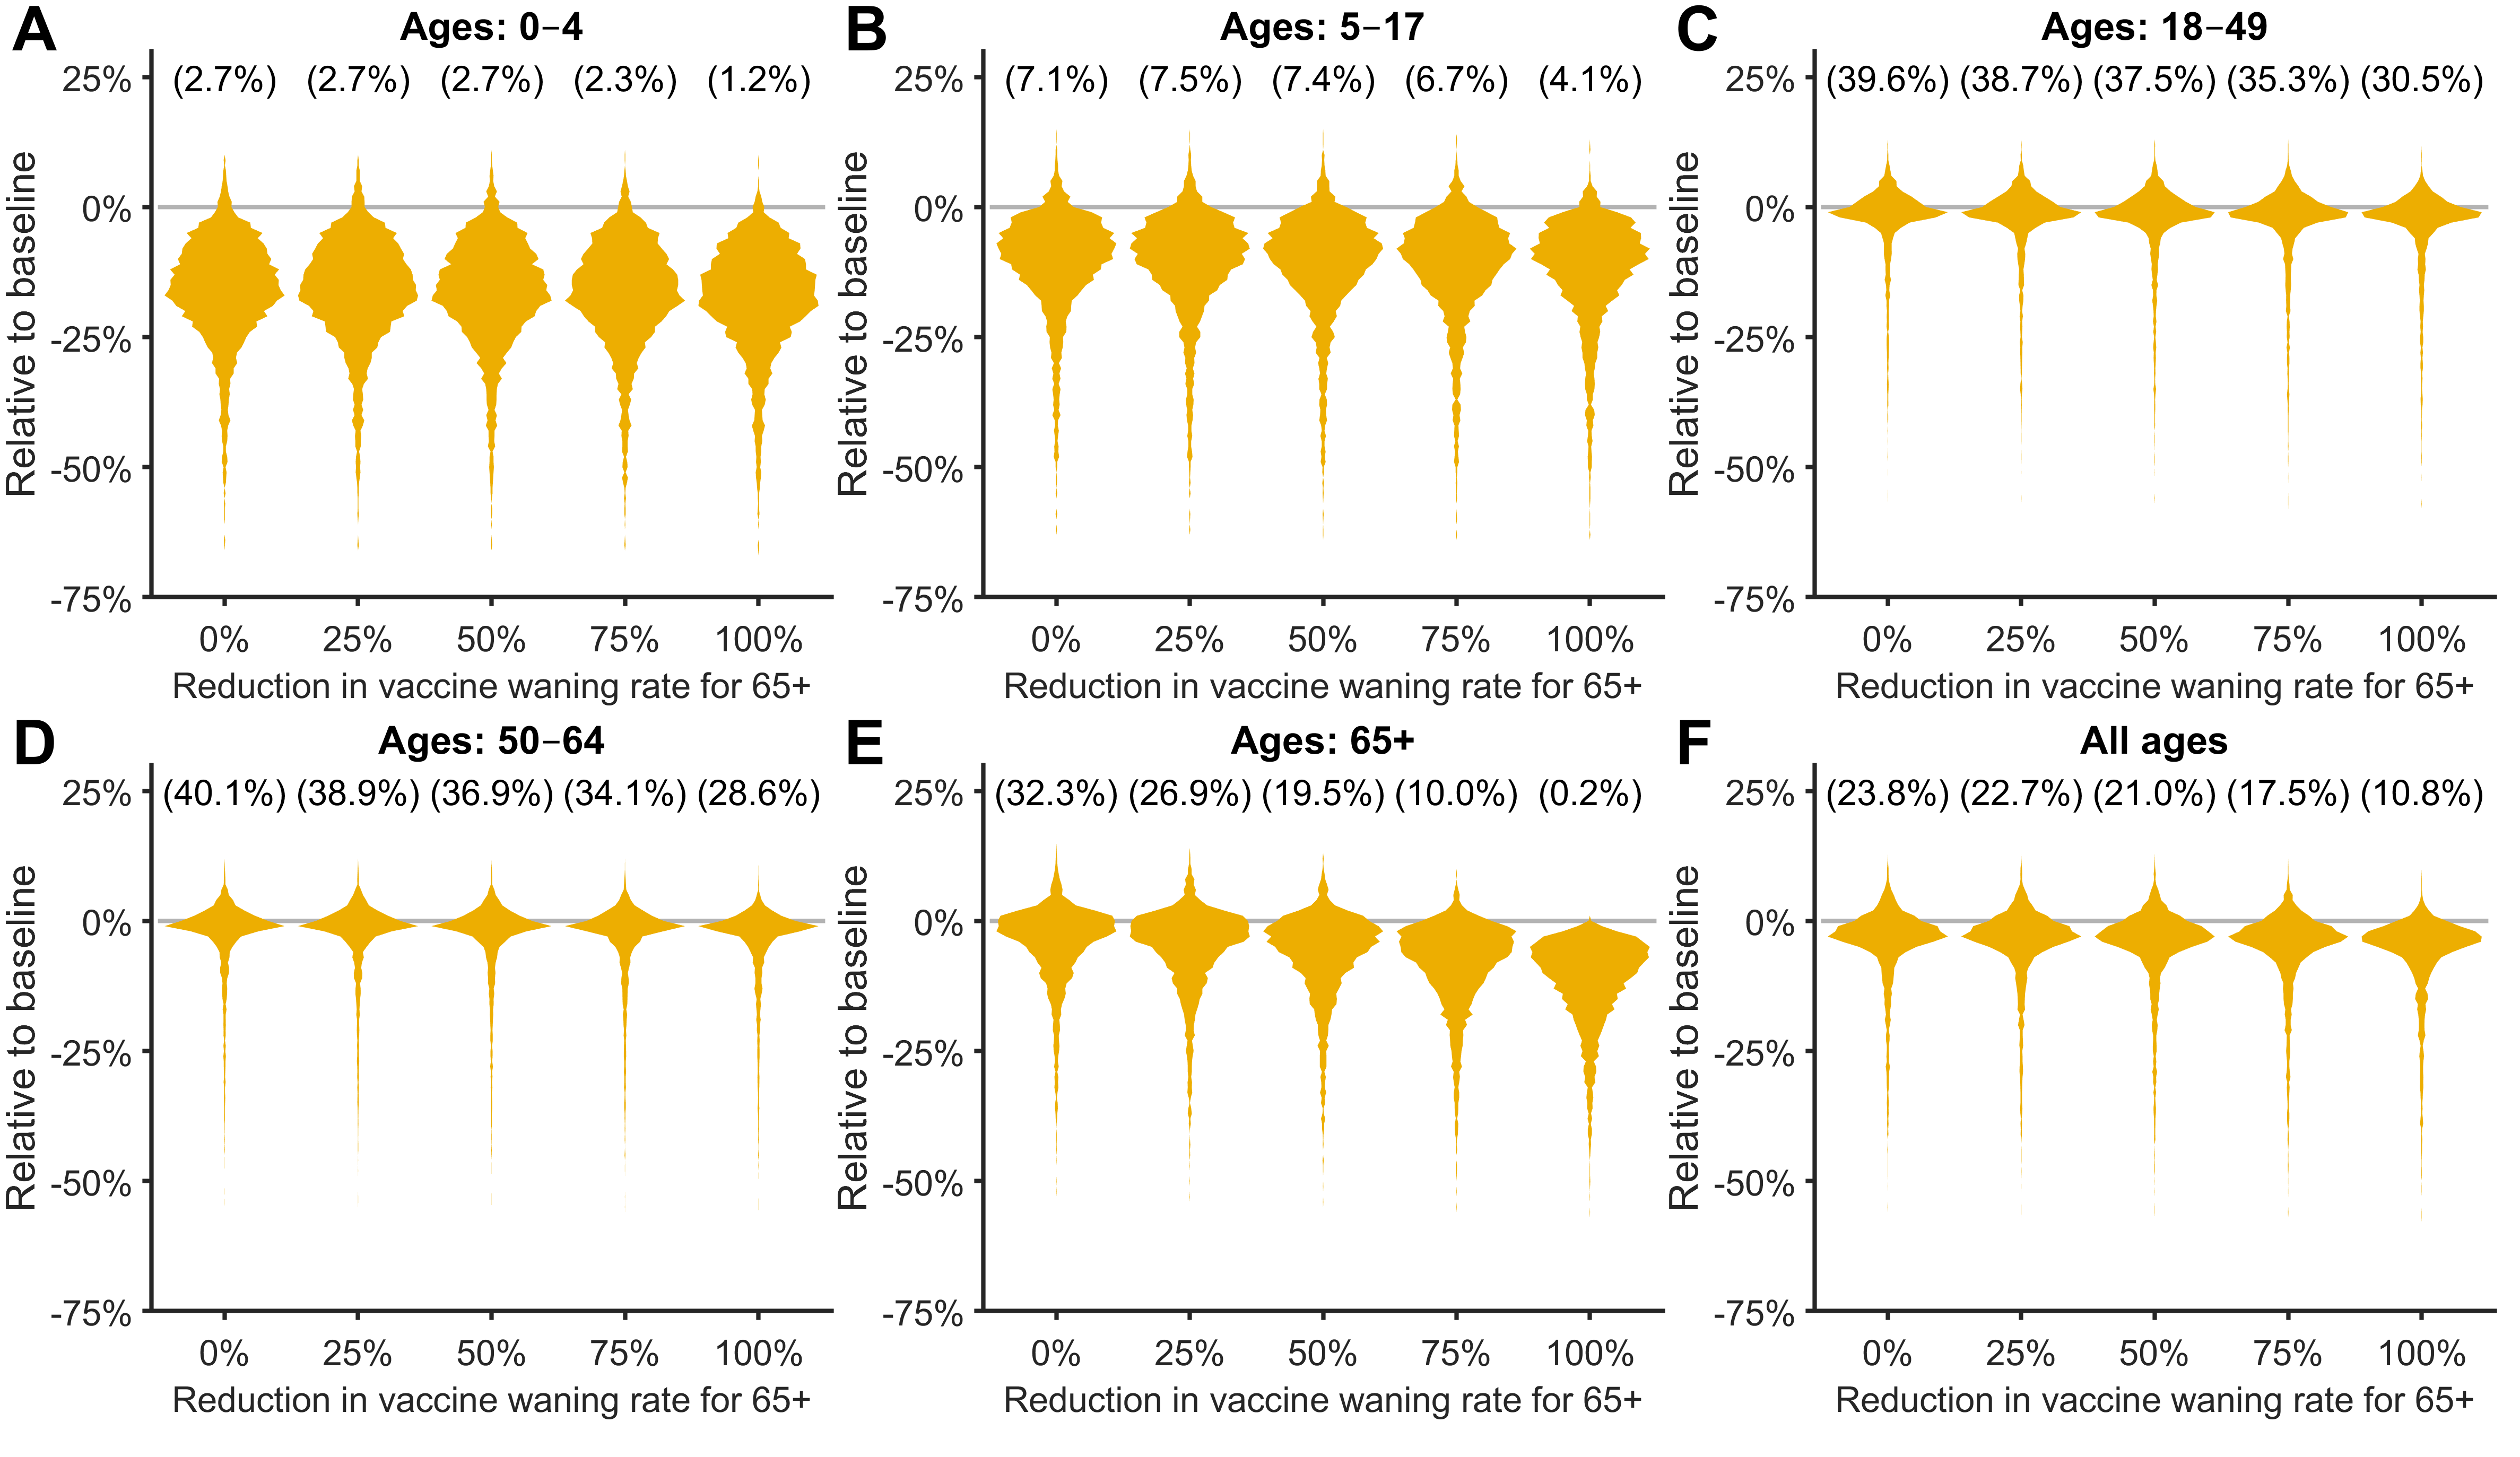 A Ages: 0–4
25% (2.7%) (2.7%) (2.7%) (2.3%) (1.2%)
0%
-25%
-50%
-75%
Relative to baseline
0% 25% 50% 75% 100%
Reduction in vaccine waning rate for 65+
B Ages: 5–17
25% (7.1%) (7.5%) (7.4%) (6.7%) (4.1%)
0%
-25%
-50%
-75%
Relative to baseline
0% 25% 50% 75% 100%
Reduction in vaccine waning rate for 65+
C Ages: 18–49
25% (39.6%) (38.7%) (37.5%) (35.3%) (30.5%)
0%
-25%
-50%
-75%
Relative to baseline
0% 25% 50% 75% 100%
Reduction in vaccine waning rate for 65+
D Ages: 50–64
25% (40.1%) (38.9%) (36.9%) (34.1%) (28.6%)
0%
-25%
-50%
-75%
Relative to baseline
0% 25% 50% 75% 100%
Reduction in vaccine waning rate for 65+
E Ages: 65+
25% (32.3%) (26.9%) (19.5%) (10.0%) (0.2%)
0%
-25%
-50%
-75%
Relative to baseline
0% 25% 50% 75% 100%
Reduction in vaccine waning rate for 65+
F All ages
25% (23.8%) (22.7%) (21.0%) (17.5%) (10.8%)
0%
-25%
-50%
-75%
Relative to baseline
0% 25% 50% 75% 100%
Reduction in vaccine waning rate for 65+